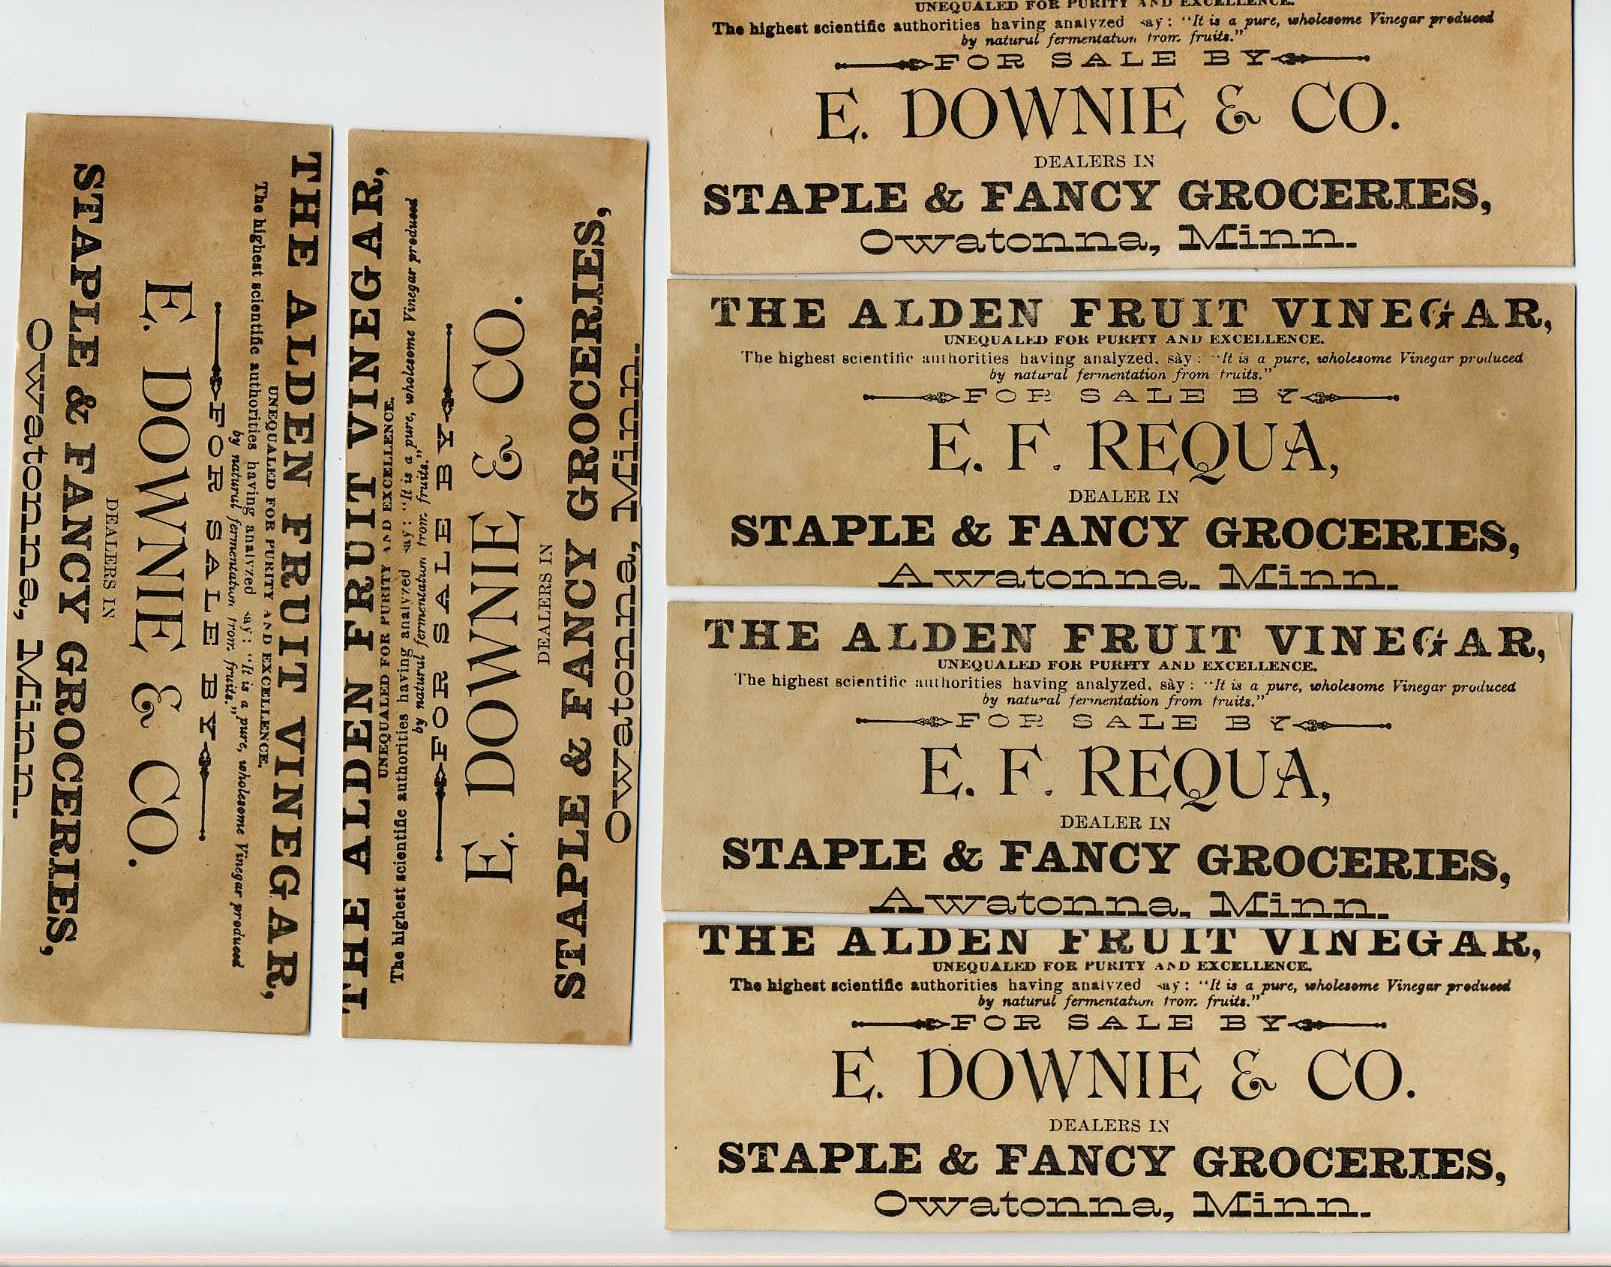 THE ALDEN FRUIT VINEGAR,
UNEQUALED FOR PURITY AND EXCELLENCE.
The highest scientific authorities having analyzed say: "It is a pure, wholesome Vinegar produced
by natural fermentation from fruits."
FOR SALE BY
E. DOWNIE & CO.
DEALERS IN
STAPLE & FANCY GROCERIES,
Owatonna, Minn.
THE ALDEN FRUIT VINEGAR,
UNEQUALED FOR PURITY AND EXCELLENCE.
The highest scientific authorities having analyzed say: "It is a pure, wholesome Vinegar produced
by natural fermentation from fruits."
FOR SALE BY
E. DOWNIE & CO.
DEALERS IN
STAPLE & FANCY GROCERIES,
Owatonna, Minn.
UNEQUALED FOR PURITY AND EXCELLENCE.
The highest scientific authorities having analyzed say: "It is a pure, wholesome Vinegar produced
by natural fermentation from fruits."
FOR SALE BY
E. DOWNIE & CO.
DEALERS IN
STAPLE & FANCY GROCERIES,
Owatonna, Minn.
THE ALDEN FRUIT VINEGAR,
UNEQUALED FOR PURITY AND EXCELLENCE.
The highest scientific authorities having analyzed, say: "It is a pure, wholesome Vinegar produced
by natural fermentation from fruits."
FOR SALE BY
E. F. REQUA,
DEALER IN
STAPLE & FANCY GROCERIES,
Awatonna, Minn.
THE ALDEN FRUIT VINEGAR,
UNEQUALED FOR PURITY AND EXCELLENCE.
The highest scientific authorities having analyzed, say: "It is a pure, wholesome Vinegar produced
by natural fermentation from fruits."
FOR SALE BY
E. F. REQUA,
DEALER IN
STAPLE & FANCY GROCERIES,
Awatonna, Minn.
THE ALDEN FRUIT VINEGAR,
UNEQUALED FOR PURITY AND EXCELLENCE.
The highest scientific authorities having analyzed say: "It is a pure, wholesome Vinegar produced
by natural fermentation from fruits."
FOR SALE BY
E. DOWNIE & CO.
DEALERS IN
STAPLE & FANCY GROCERIES,
Owatonna, Minn.